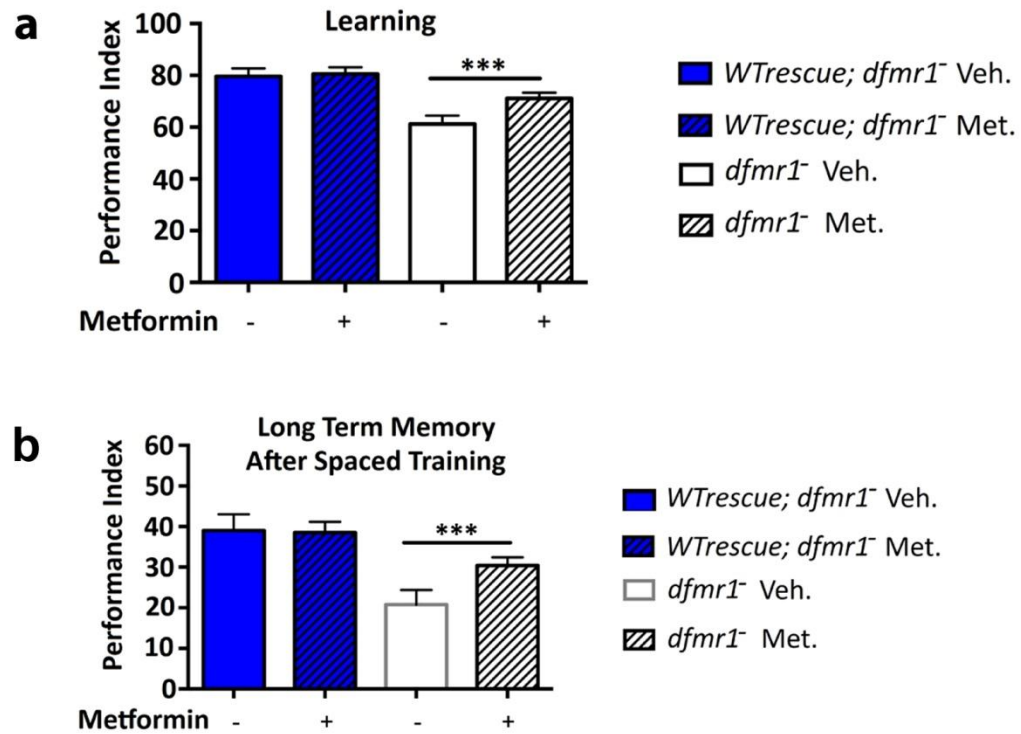 a
Learning
Performance Index
100
80
60
40
20
0
***
Metformin - + - +
WTrescue; dfmr1⁻ Veh.
WTrescue; dfmr1⁻ Met.
dfmr1⁻ Veh.
dfmr1⁻ Met.
b
Long Term Memory
After Spaced Training
Performance Index
60
50
40
30
20
10
0
***
Metformin - + - +
WTrescue; dfmr1⁻ Veh.
WTrescue; dfmr1⁻ Met.
dfmr1⁻ Veh.
dfmr1⁻ Met.